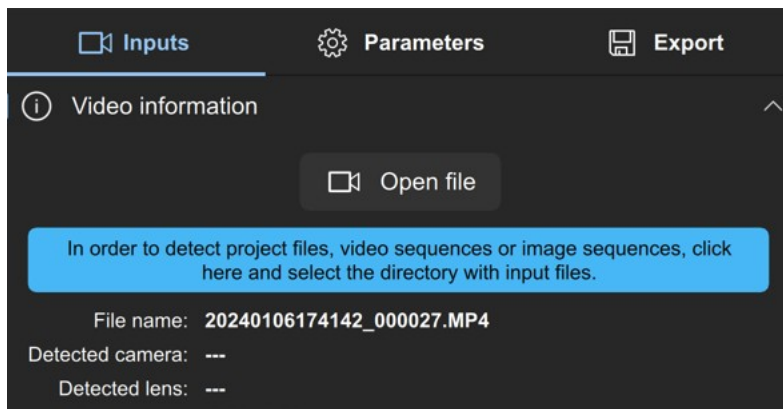 Inputs Parameters Export
Video information
Open file
In order to detect project files, video sequences or image sequences, click
here and select the directory with input files.
File name: 20240106174142_000027.MP4
Detected camera: ---
Detected lens: ---